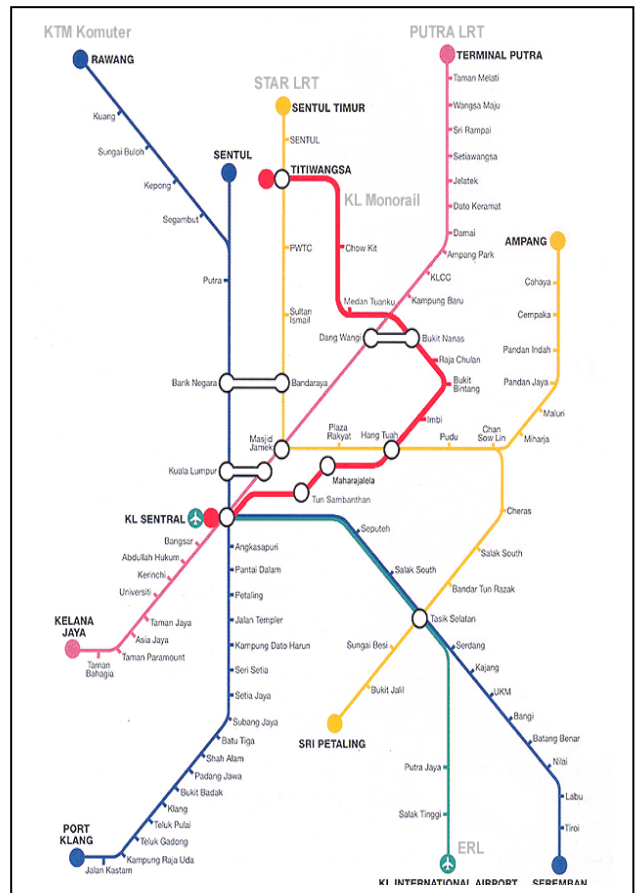 KTM Komuter
PUTRA LRT
RAWANG
TERMINAL PUTRA
Taman Melati
STAR LRT
Wangsa Maju
SENTUL TIMUR
Kuang
Sri Rampai
SENTUL
Sungai Buloh
SENTUL
Setiawangsa
TITIWANGSA
Kepong
Jelatek
KL Monorail
Dato Keramat
Segambut
Damai
AMPANG
PWTC
Chow Kit
Ampang Park
Putra
KLCC
Cahaya
Medan Tuanku
Kampung Baru
Sultan
Ismail
Cempaka
Dang Wangi
Bukit Nanas
Pandan Indah
Raja Chulan
Bank Negara
Bandaraya
Bukit
Bintang
Pandan Jaya
Maluri
Imbi
Masjid
Jamek
Plaza
Rakyat
Hang Tuah
Pudu
Chan
Sow Lin
Miharja
Kuala Lumpur
Maharajalela
Tun Sambanthan
KL SENTRAL
Cheras
Seputeh
Bangsar
Angkasapuri
Abdullah Hukum
Salak South
Salak South
Pantai Dalam
Kerinchi
Universiti
Petaling
Bandar Tun Razak
KELANA
JAYA
Taman Jaya
Jalan Templer
Tasik Selatan
Asia Jaya
Kampung Dato Harun
Sungai Besi
Serdang
Taman
Bahagia
Taman Paramount
Seri Setia
Kajang
Setia Jaya
Bukit Jalil
UKM
Subang Jaya
Bangi
Batu Tiga
SRI PETALING
Batang Benar
Shah Alam
Putra Jaya
Nilai
Padang Jawa
Bukit Badak
Labu
Klang
Salak Tinggi
Teluk Pulai
Tiroi
PORT
KLANG
Teluk Gadong
ERL
Kampung Raja Uda
Jalan Kastam
KL INTERNATIONAL AIRPORT
SEREMBAN